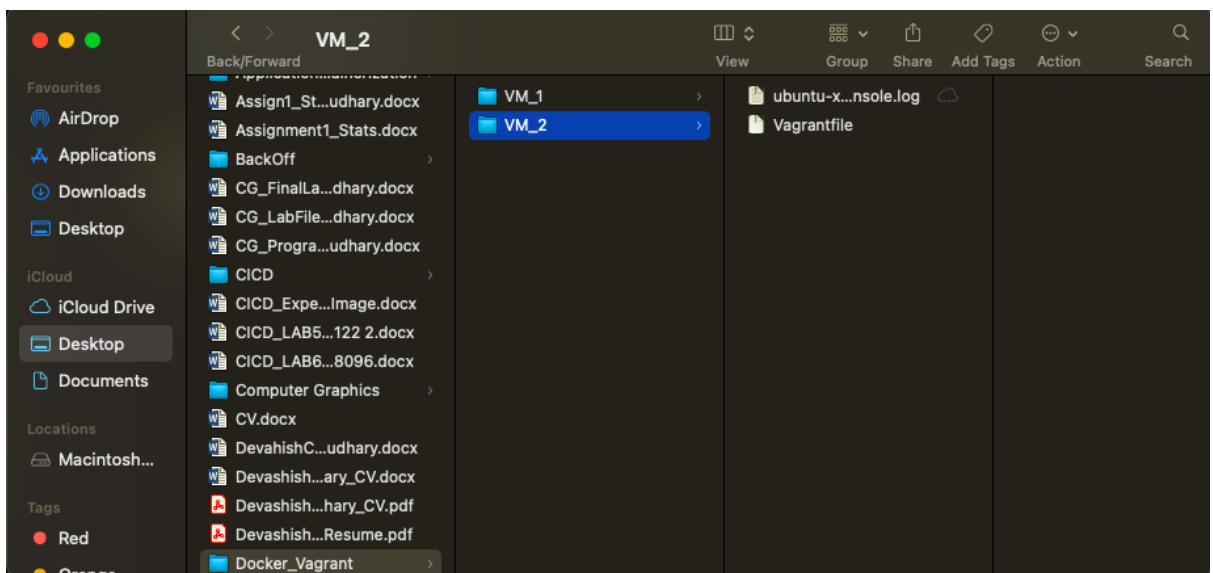 VM_2
Back/Forward
View
Group
Share
Add Tags
Action
Search
Favourites
AirDrop
Applications
Downloads
Desktop
iCloud
iCloud Drive
Desktop
Documents
Locations
Macintosh...
Tags
Red
Assign1_St...udhary.docx
Assignment1_Stats.docx
BackOff
CG_FinalLa...dhary.docx
CG_LabFile...dhary.docx
CG_Progra...udhary.docx
CICD
CICD_Expe...Image.docx
CICD_LAB5...122 2.docx
CICD_LAB6...8096.docx
Computer Graphics
CV.docx
DevahishC...udhary.docx
Devashish...ary_CV.docx
Devashish...hary_CV.pdf
Devashish...Resume.pdf
Docker_Vagrant
VM_1
VM_2
ubuntu-x...nsole.log
Vagrantfile